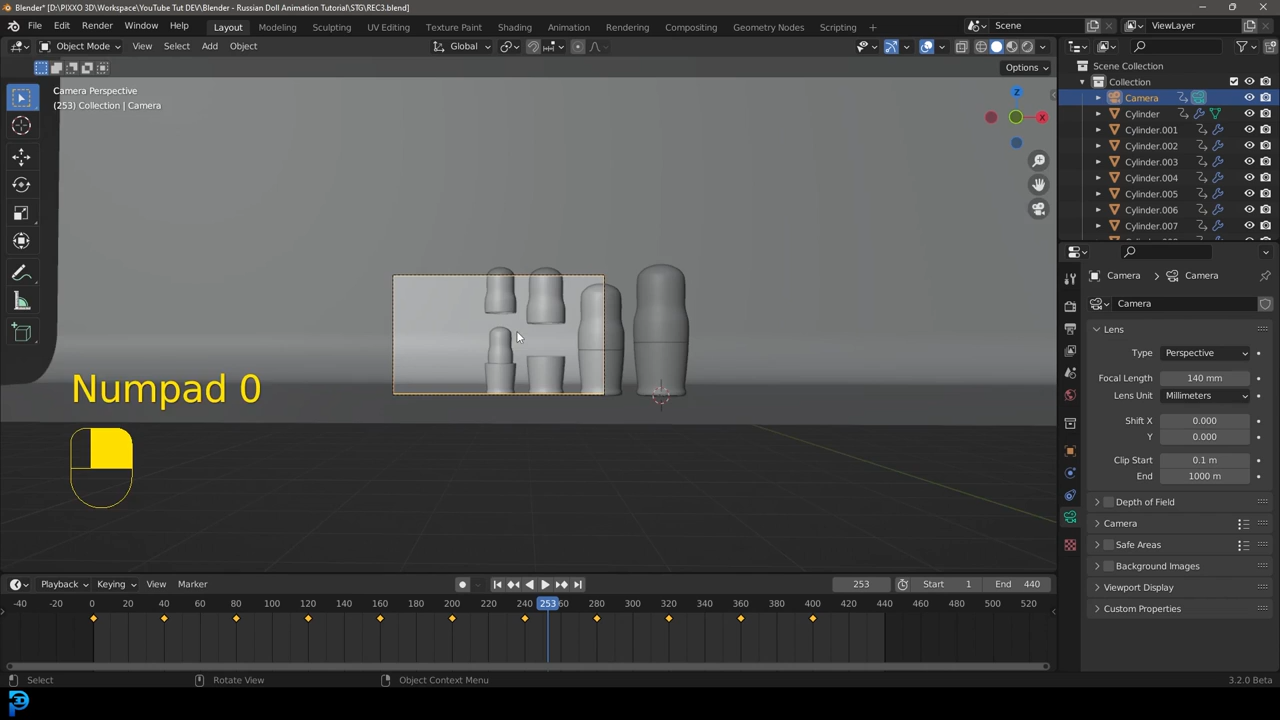 Blender* [D:\PIXXO 3D\Workspace\YouTube Tut DEV\Blender - Russian Doll Animation Tutorial\STG\REC3.blend]
File Edit Render Window Help Layout Modeling Sculpting UV Editing Texture Paint Shading Animation Rendering Compositing Geometry Nodes Scripting + Scene ViewLayer
Object Mode View Select Add Object Global
Options
Camera Perspective
(253) Collection | Camera
Z
X
Scene Collection
Collection
Camera
Cylinder
Cylinder.001
Cylinder.002
Cylinder.003
Cylinder.004
Cylinder.005
Cylinder.006
Cylinder.007
Camera > Camera
Camera
Lens
Type Perspective
Focal Length 140 mm
Lens Unit Millimeters
Shift X 0.000
Y 0.000
Clip Start 0.1 m
End 1000 m
Depth of Field
Camera
Safe Areas
Background Images
Viewport Display
Custom Properties
Numpad 0
Playback Keying View Marker 253 Start 1 End 440
-40 -20 0 20 40 60 80 100 120 140 160 180 200 220 240 253 60 280 300 320 340 360 380 400 420 440 460 480 500 520
Select Rotate View Object Context Menu 3.2.0 Beta